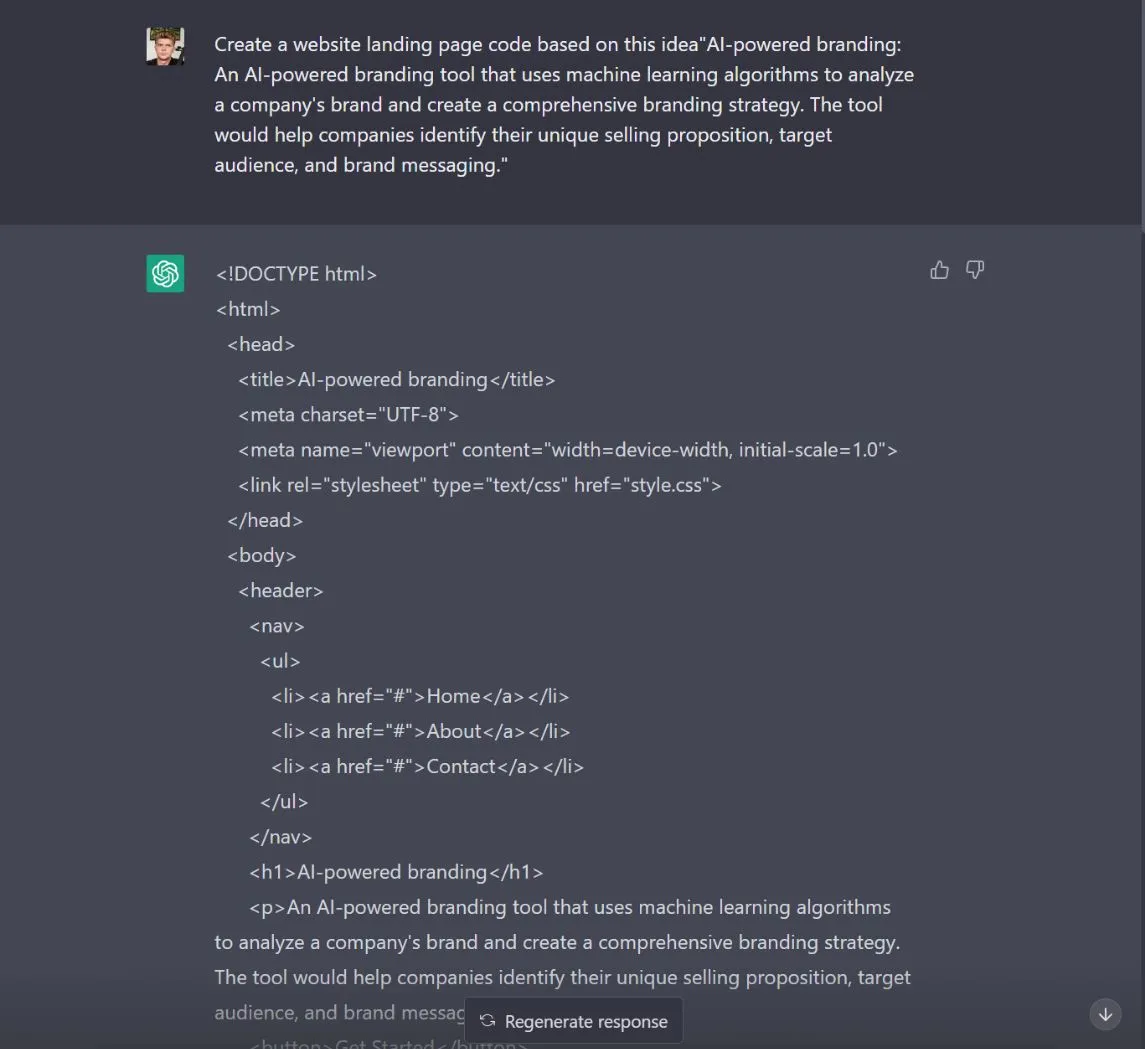 Create a website landing page code based on this idea"AI-powered branding:
An AI-powered branding tool that uses machine learning algorithms to analyze
a company's brand and create a comprehensive branding strategy. The tool
would help companies identify their unique selling proposition, target
audience, and brand messaging."
<!DOCTYPE html>
<html>
<head>
<title>AI-powered branding</title>
<meta charset="UTF-8">
<meta name="viewport" content="width=device-width, initial-scale=1.0">
<link rel="stylesheet" type="text/css" href="style.css">
</head>
<body>
<header>
<nav>
<ul>
<li><a href="#">Home</a></li>
<li><a href="#">About</a></li>
<li><a href="#">Contact</a></li>
</ul>
</nav>
<h1>AI-powered branding</h1>
<p>An AI-powered branding tool that uses machine learning algorithms
to analyze a company's brand and create a comprehensive branding strategy.
The tool would help companies identify their unique selling proposition, target
audience, and brand
Regenerate response
<button>Get Started</button>